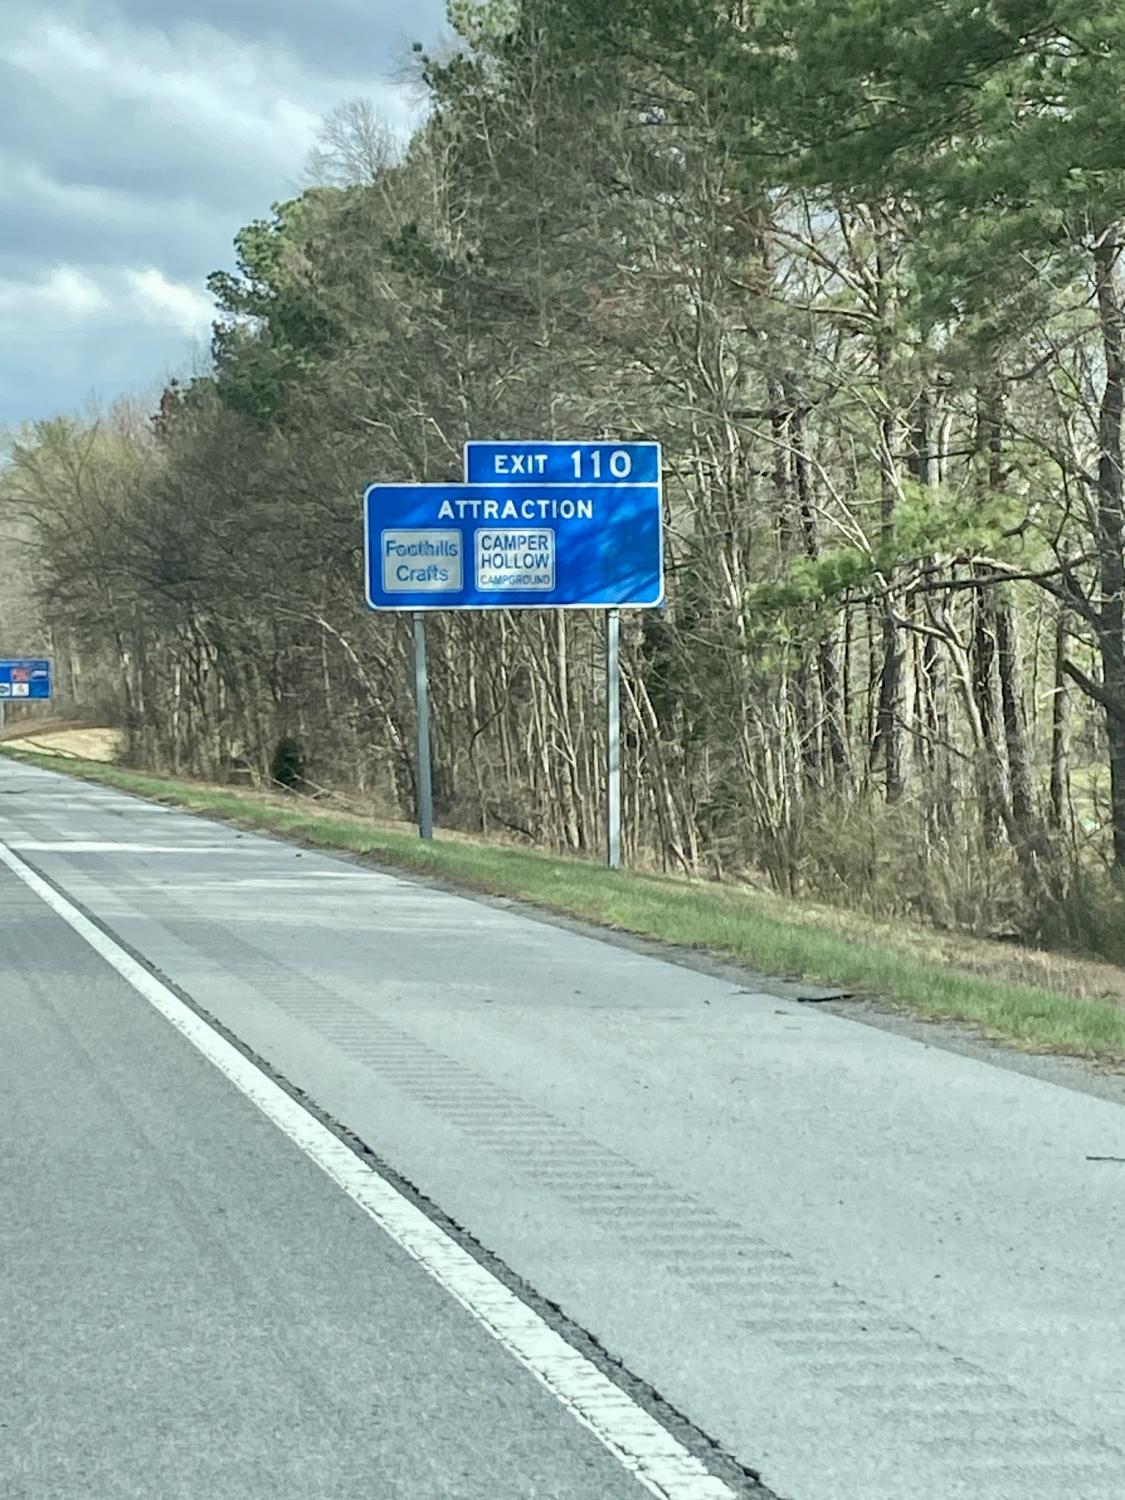 EXIT 110
ATTRACTION
Foothills
Crafts
CAMPER
HOLLOW
CAMPGROUND